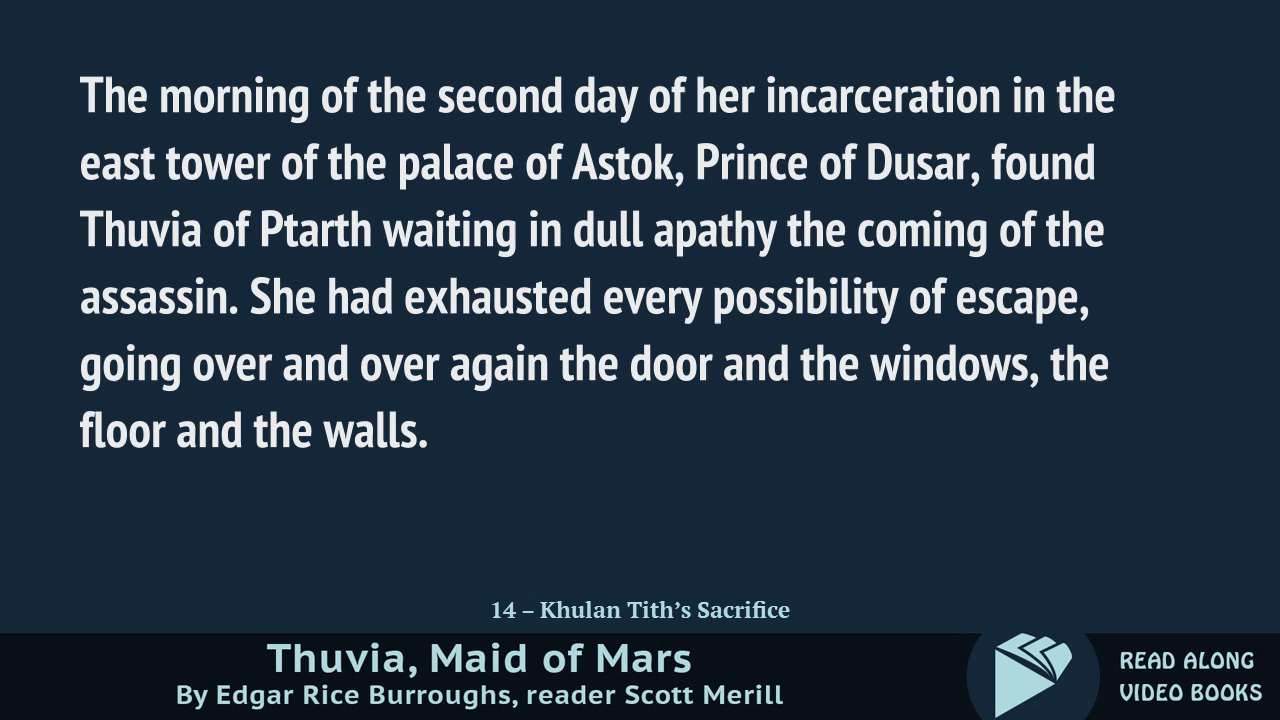 The morning of the second day of her incarceration in the
east tower of the palace of Astok, Prince of Dusar, found
Thuvia of Ptarth waiting in dull apathy the coming of the
assassin. She had exhausted every possibility of escape,
going over and over again the door and the windows, the
floor and the walls.
14 – Khulan Tith’s Sacrifice
Thuvia, Maid of Mars
By Edgar Rice Burroughs, reader Scott Merill
READ ALONG
VIDEO BOOKS